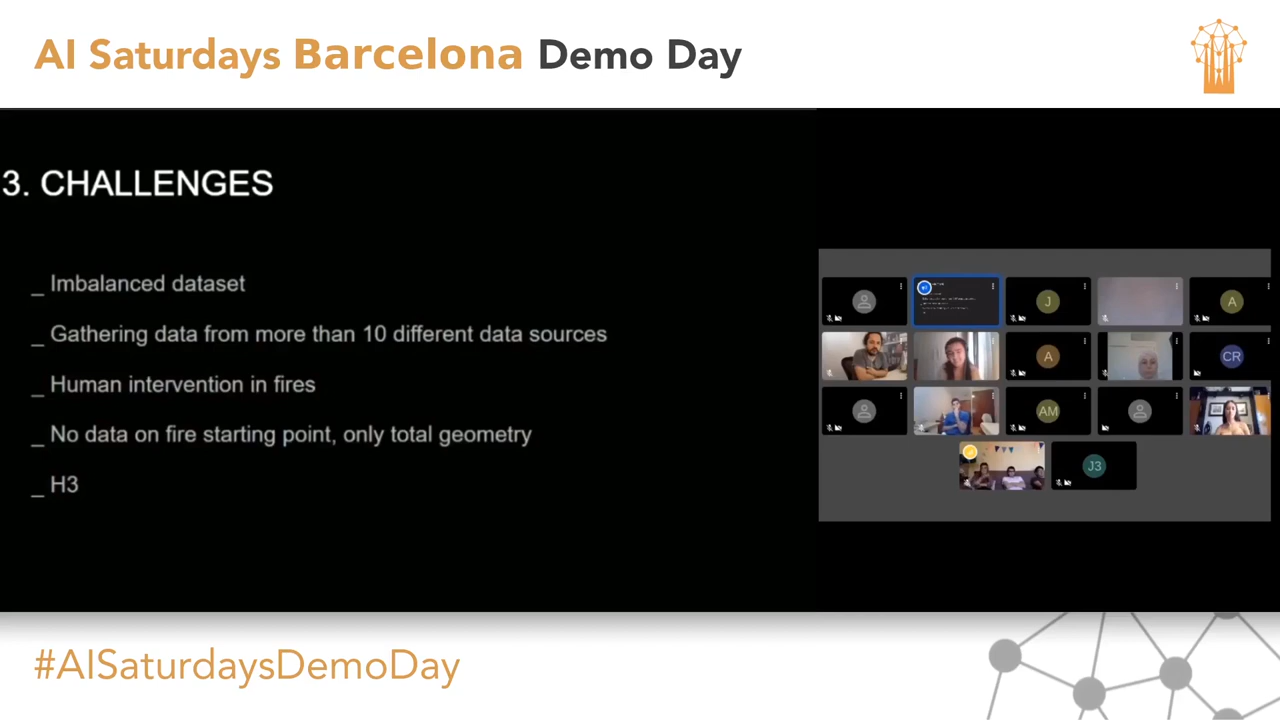 AI Saturdays Barcelona Demo Day
3. CHALLENGES
_ Imbalanced dataset
_ Gathering data from more than 10 different data sources
_ Human intervention in fires
_ No data on fire starting point, only total geometry
_ H3
J
A
A
CR
AM
J3
#AISaturdaysDemoDay